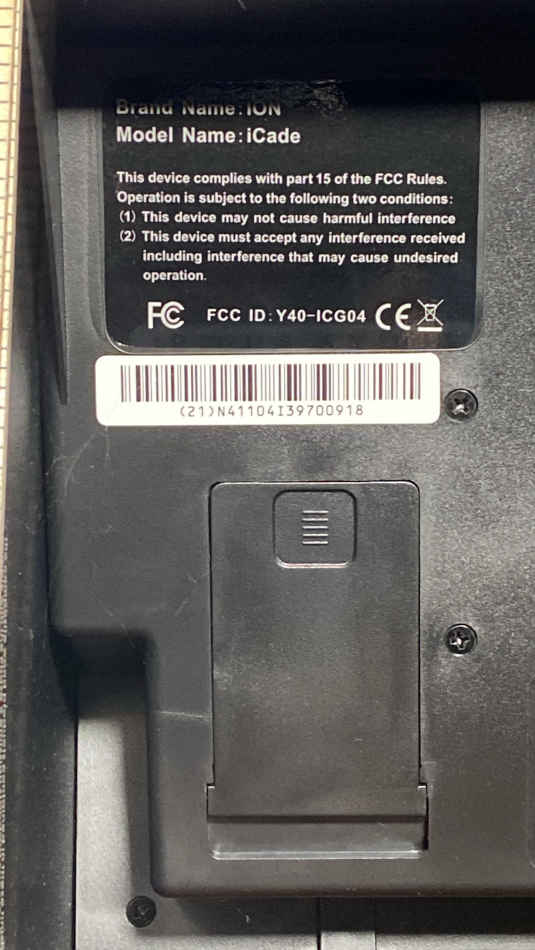 Brand Name: ION
Model Name: iCade
This device complies with part 15 of the FCC Rules.
Operation is subject to the following two conditions:
(1) This device may not cause harmful interference
(2) This device must accept any interference received
including interference that may cause undesired
operation.
FC FCC ID: Y40-ICG04 CE
(21)N41104I39700918